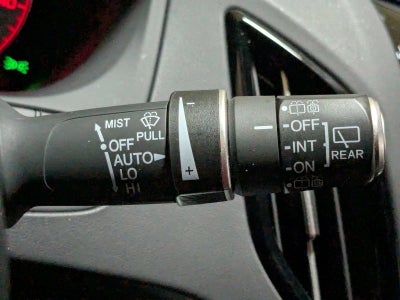 MIST
PULL
OFF
AUTO
LO
HI
-
+
OFF
INT
ON
REAR